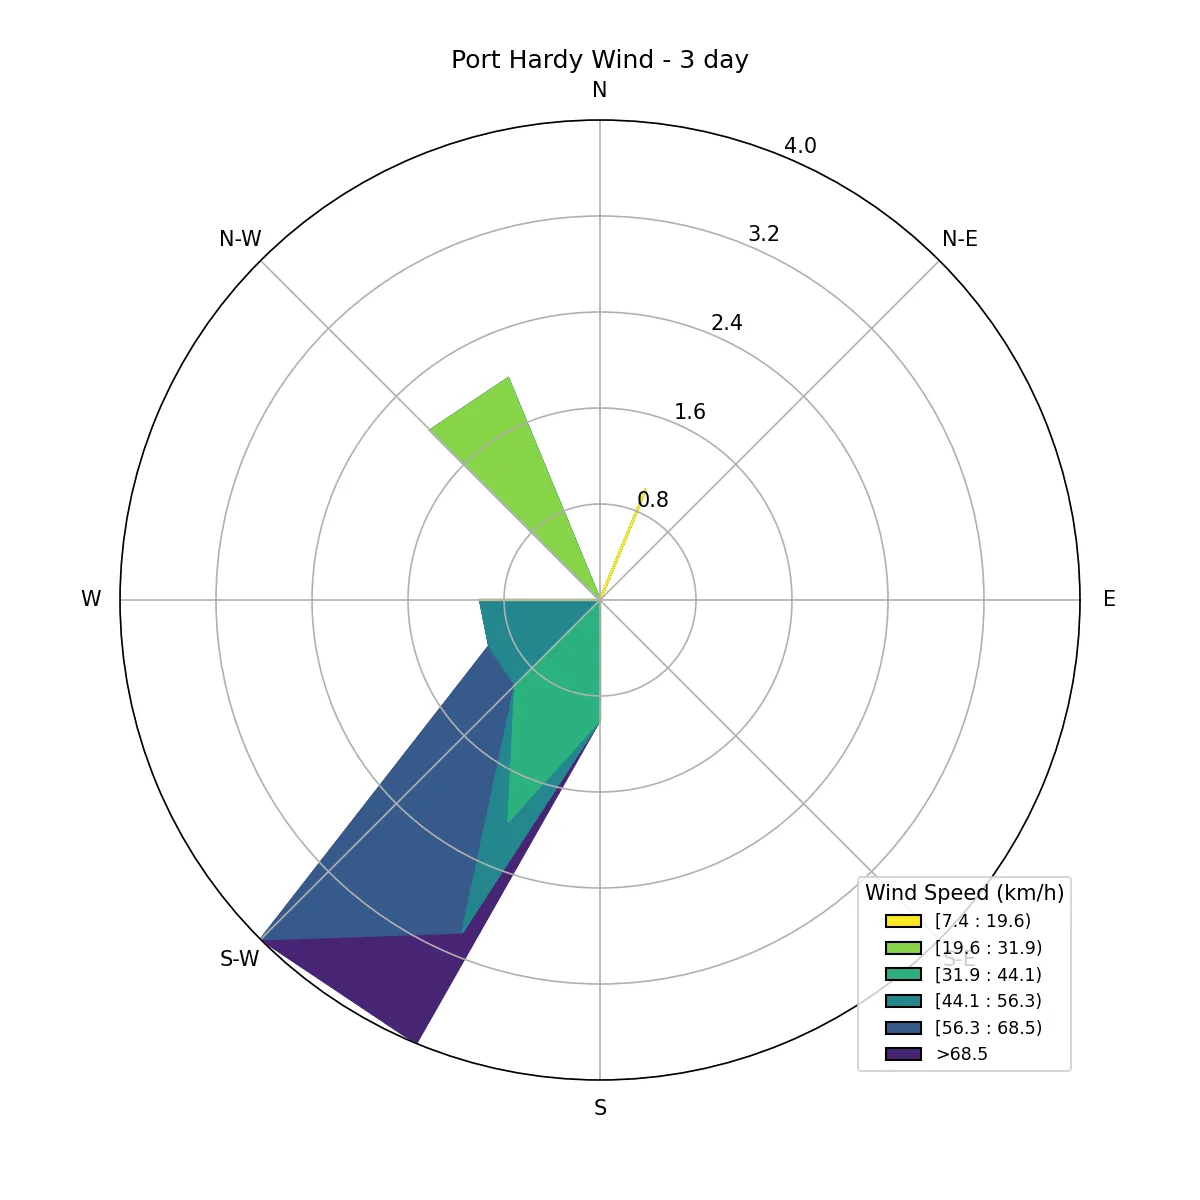 Port Hardy Wind - 3 day
N
4.0
N-W
3.2
N-E
2.4
1.6
0.8
W
E
Wind Speed (km/h)
[7.4 : 19.6)
[19.6 : 31.9)
S-W
S-E
[31.9 : 44.1)
[44.1 : 56.3)
[56.3 : 68.5)
>68.5
S